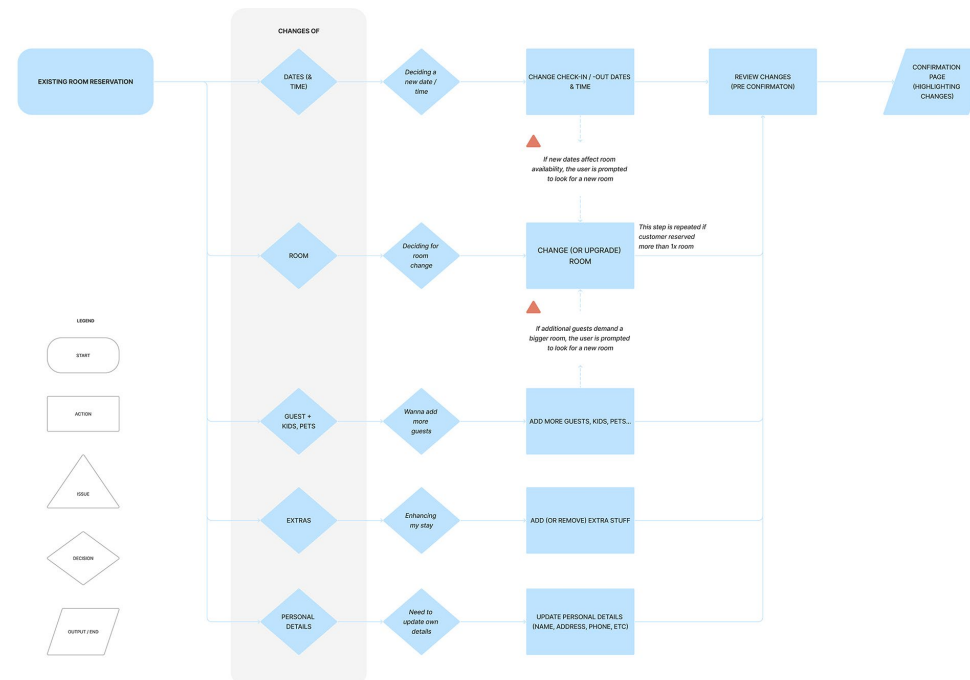 CHANGES OF
EXISTING ROOM RESERVATION
DATES (&
TIME)
Deciding a
new date /
time
CHANGE CHECK-IN / -OUT DATES
& TIME
REVIEW CHANGES
(PRE CONFIRMATON)
CONFIRMATION
PAGE
(HIGHLIGHTING
CHANGES)
If new dates affect room
availability, the user is prompted
to look for a new room
ROOM
Deciding for
room
change
CHANGE (OR UPGRADE)
ROOM
This step is repeated if
customer reserved
more than 1x room
If additional guests demand a
bigger room, the user is prompted
to look for a new room
GUEST +
KIDS, PETS
Wanna add
more
guests
ADD MORE GUESTS, KIDS, PETS...
EXTRAS
Enhancing
my stay
ADD (OR REMOVE) EXTRA STUFF
PERSONAL
DETAILS
Need to
update own
details
UPDATE PERSONAL DETAILS
(NAME, ADDRESS, PHONE, ETC)
LEGEND
START
ACTION
ISSUE
DECISION
OUTPUT / END